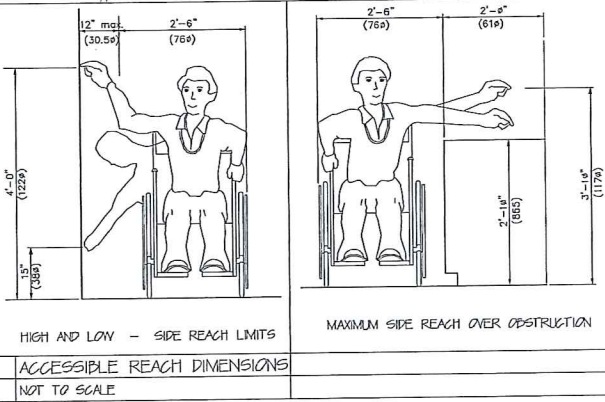 12" max.
(30.5ø)
2'-6"
(76ø)
4'-0"
(122ø)
15"
(38ø)
HIGH AND LOW - SIDE REACH LIMITS
2'-6"
(76ø)
2'-ø"
(61ø)
2'-1ø"
(865)
3'-1ø"
(117ø)
MAXIMUM SIDE REACH OVER OBSTRUCTION
ACCESSIBLE REACH DIMENSIONS
NOT TO SCALE